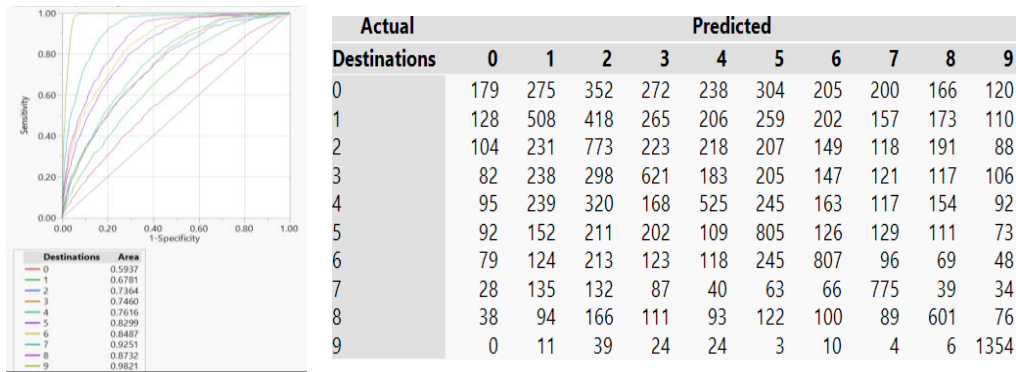 1.00
0.80
0.60
0.40
0.20
0.00
Sensitivity
0.00 0.20 0.40 0.60 0.80 1.00
1-Specificity
Destinations Area
0 0.5937
1 0.6781
2 0.7364
3 0.7460
4 0.7616
5 0.8299
6 0.8487
7 0.9251
8 0.8732
9 0.9821
Actual Predicted
Destinations 0 1 2 3 4 5 6 7 8 9
0 179 275 352 272 238 304 205 200 166 120
1 128 508 418 265 206 259 202 157 173 110
2 104 231 773 223 218 207 149 118 191 88
3 82 238 298 621 183 205 147 121 117 106
4 95 239 320 168 525 245 163 117 154 92
5 92 152 211 202 109 805 126 129 111 73
6 79 124 213 123 118 245 807 96 69 48
7 28 135 132 87 40 63 66 775 39 34
8 38 94 166 111 93 122 100 89 601 76
9 0 11 39 24 24 3 10 4 6 1354